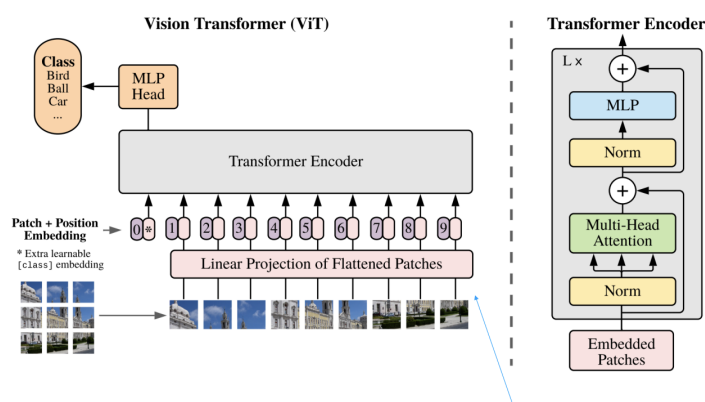 Vision Transformer (ViT)
Class
Bird
Ball
Car
...
MLP
Head
Transformer Encoder
Patch + Position
Embedding
0 * 1 2 3 4 5 6 7 8 9
* Extra learnable
[class] embedding
Linear Projection of Flattened Patches
Transformer Encoder
L x
+
MLP
Norm
+
Multi-Head
Attention
Norm
Embedded
Patches